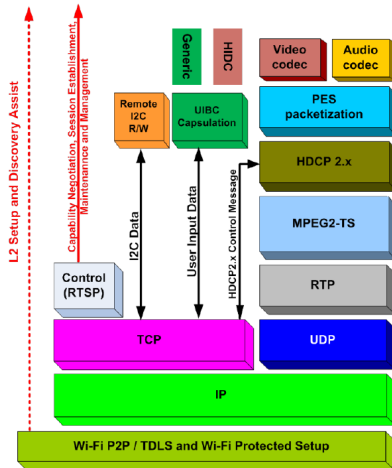 L2 Setup and Discovery Assist
Capability Negotiation, Session Establishment,
Maintenannce and Management
Generic
HIDC
Video
codec
Audio
codec
Remote
I2C
R/W
UIBC
Capsulation
PES
packetization
HDCP 2.x
I2C Data
User Input Data
HDCP2.x Control Message
MPEG2-TS
Control
(RTSP)
RTP
TCP
UDP
IP
Wi-Fi P2P / TDLS and Wi-Fi Protected Setup